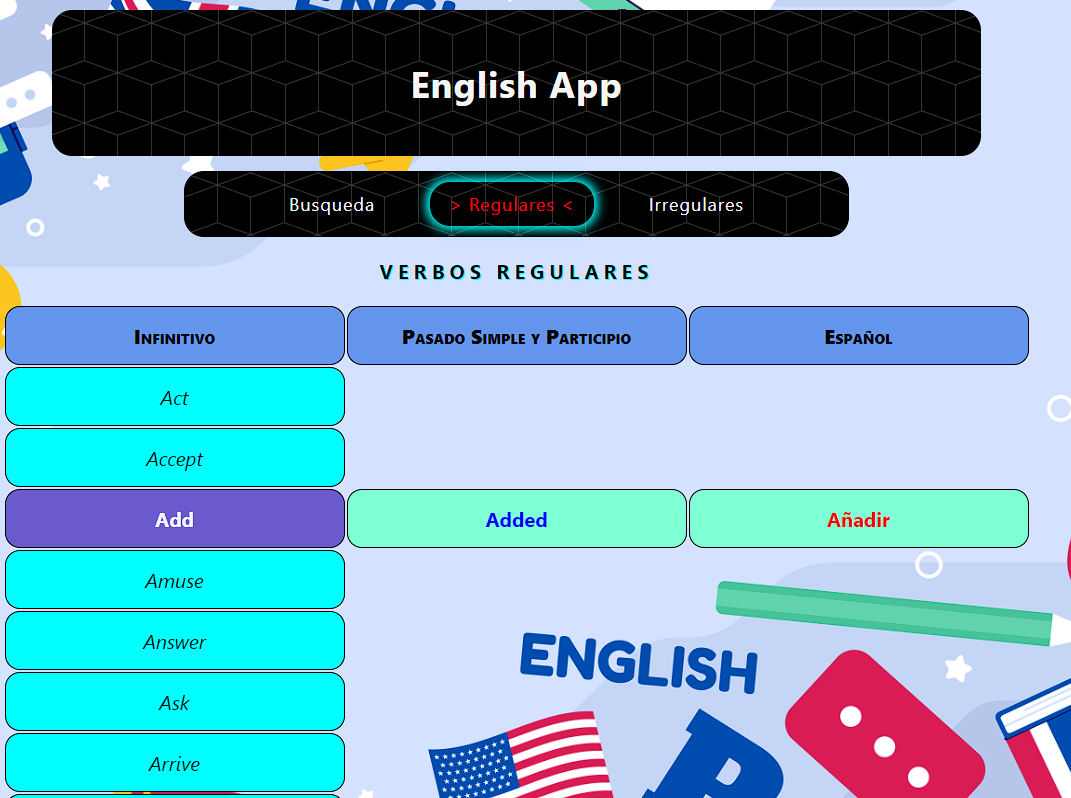 ENGL
English App
Busqueda > Regulares < Irregulares
VERBOS REGULARES
Infinitivo Pasado Simple y Participio Español
Act
Accept
Add Added Añadir
Amuse
Answer
Ask
Arrive
ENGLISH
B